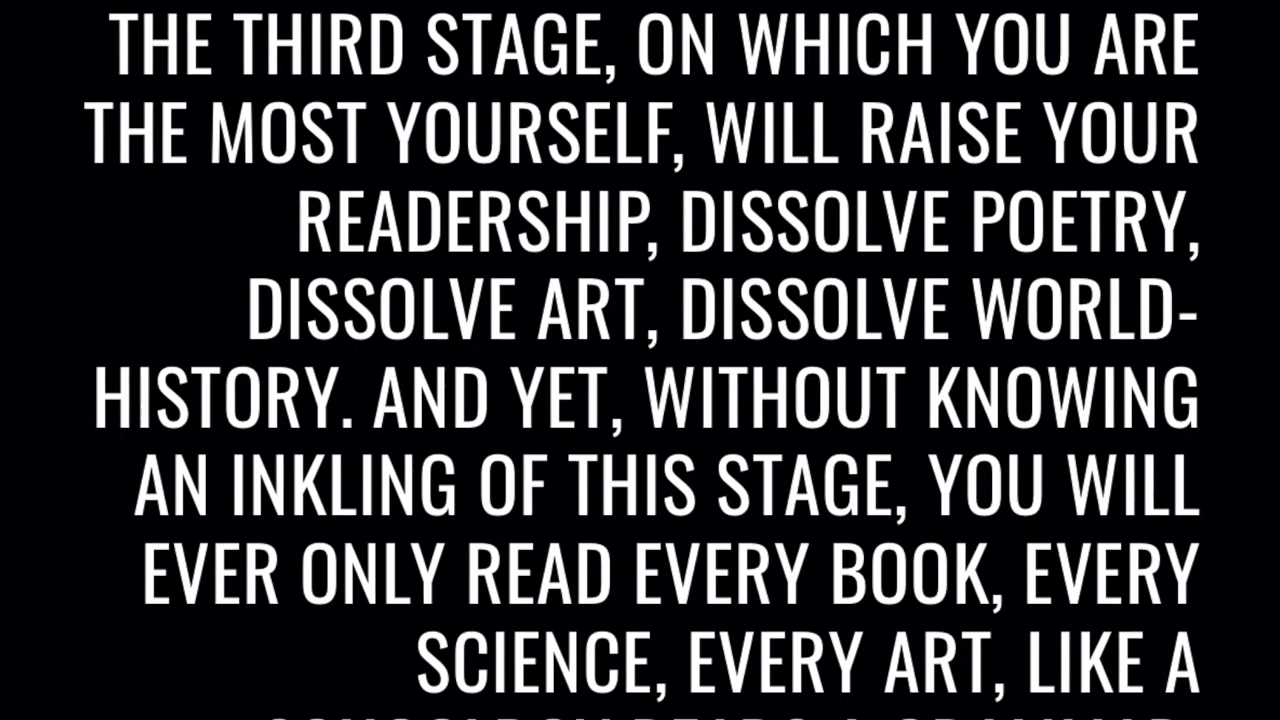 THE THIRD STAGE, ON WHICH YOU ARE
THE MOST YOURSELF, WILL RAISE YOUR
READERSHIP, DISSOLVE POETRY,
DISSOLVE ART, DISSOLVE WORLD-
HISTORY. AND YET, WITHOUT KNOWING
AN INKLING OF THIS STAGE, YOU WILL
EVER ONLY READ EVERY BOOK, EVERY
SCIENCE, EVERY ART, LIKE A